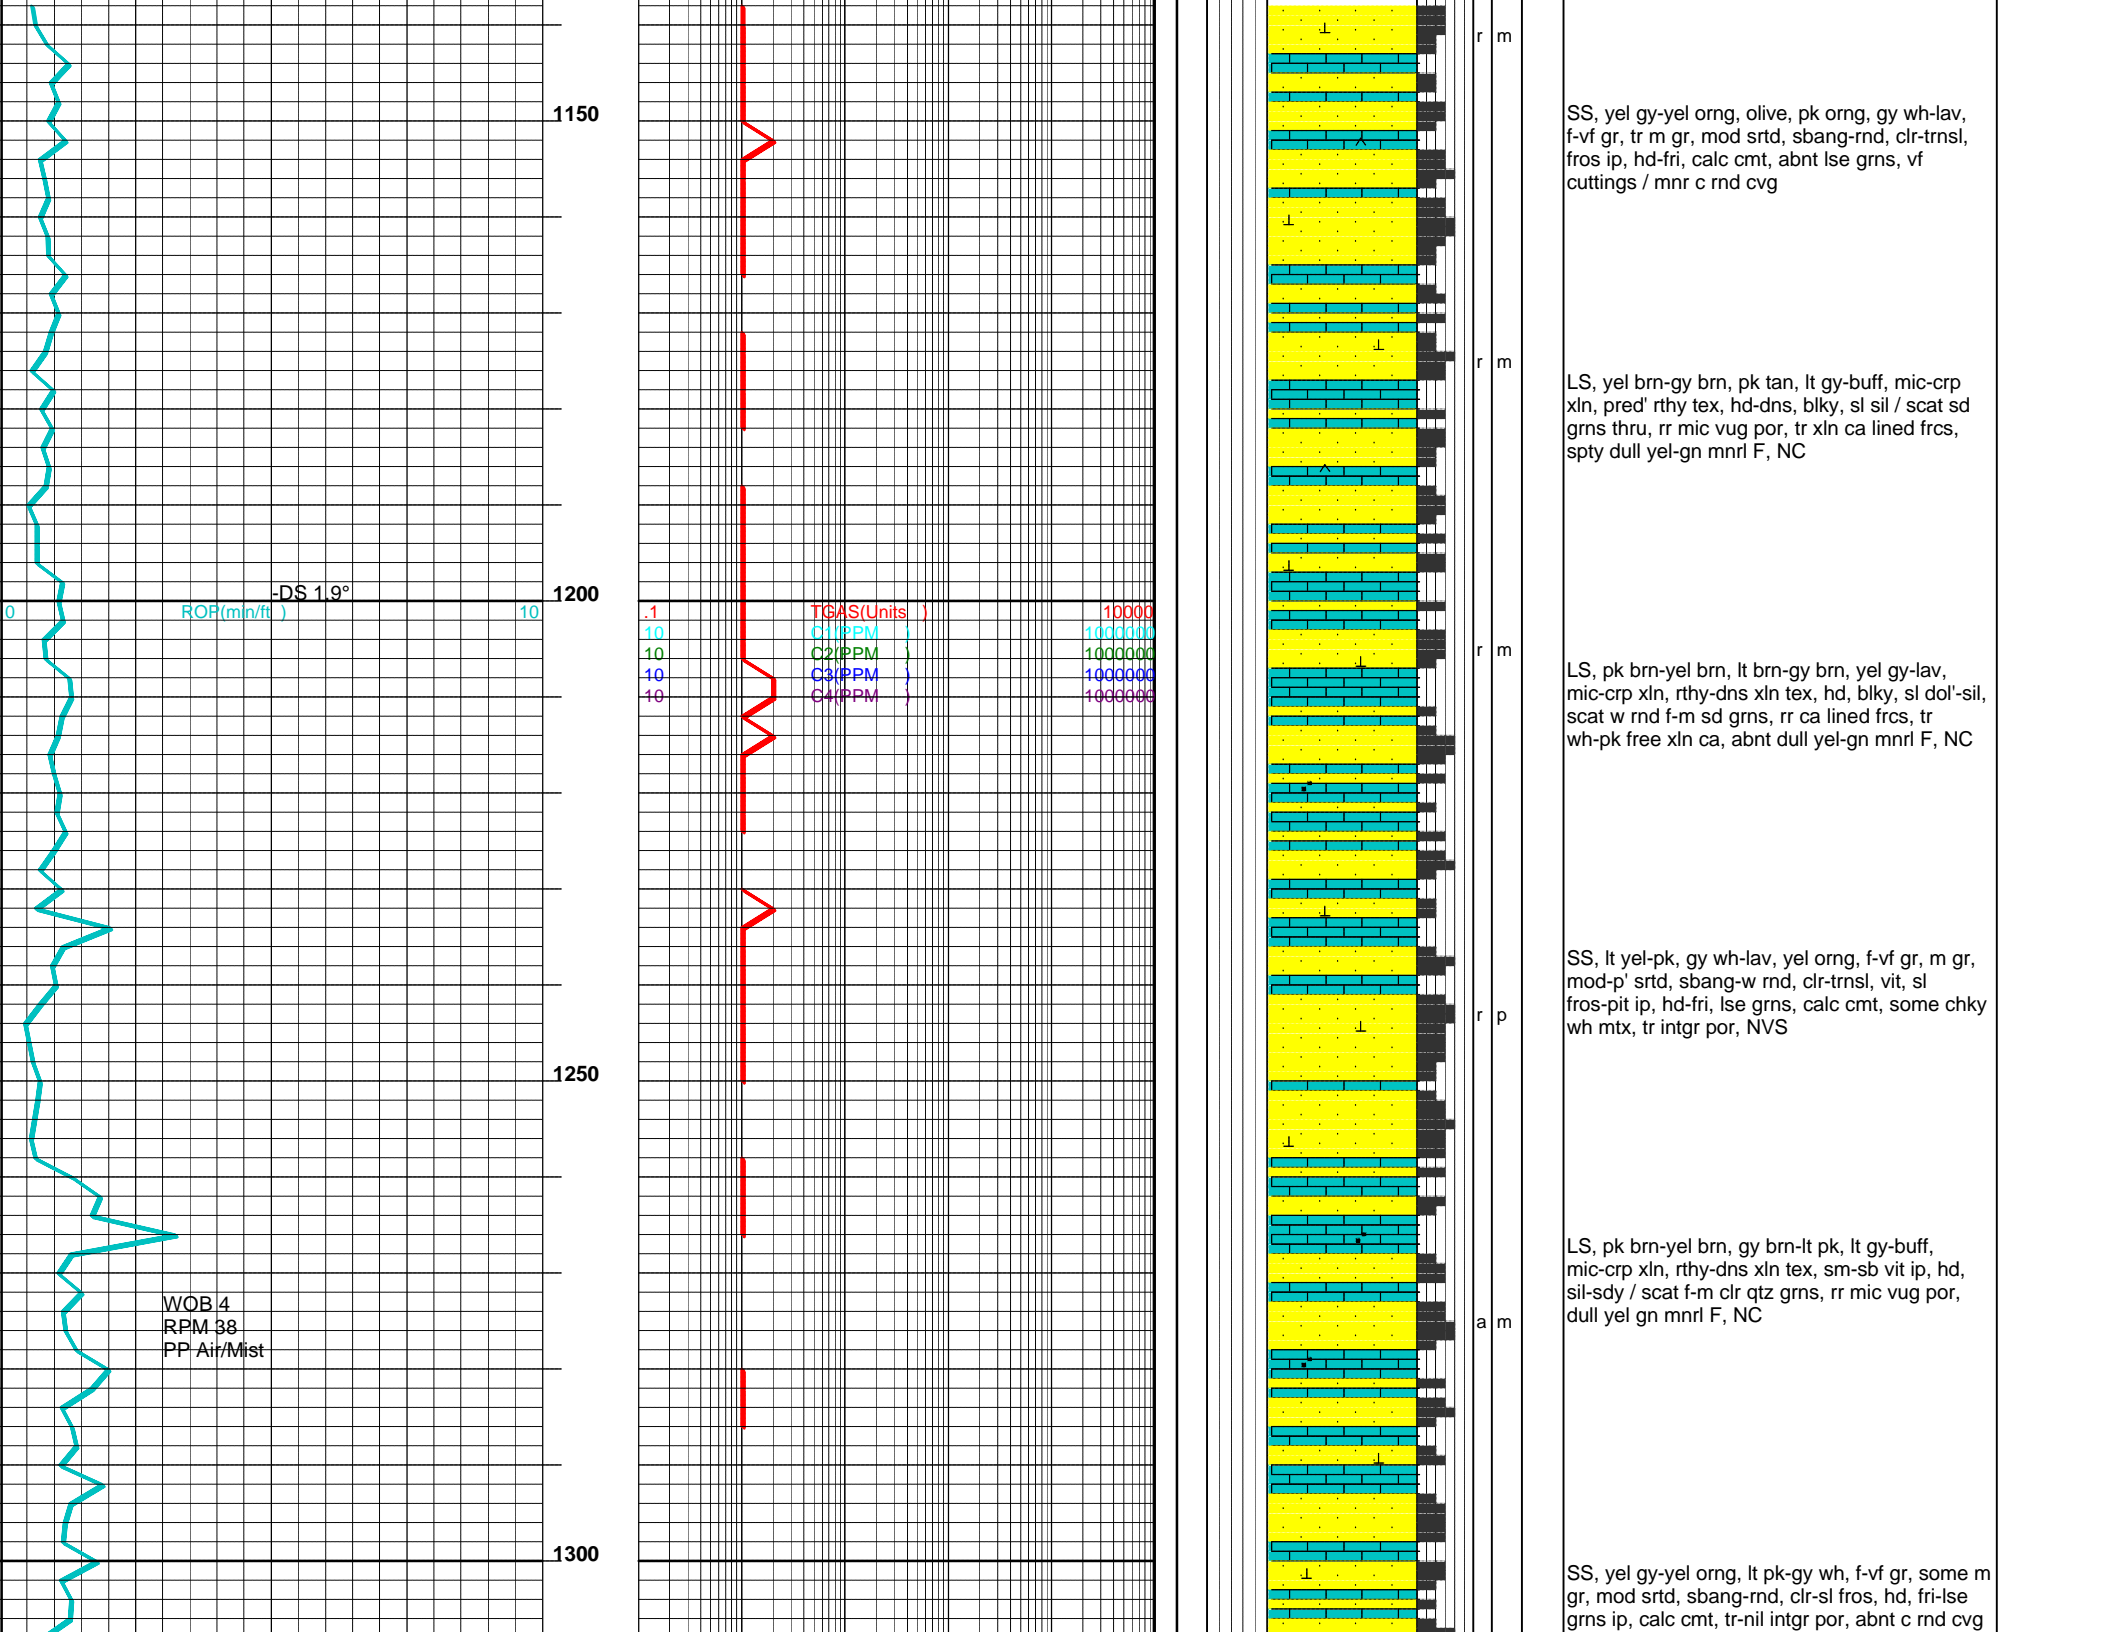 r m
1150
SS, yel gy-yel orng, olive, pk orng, gy wh-lav,
f-vf gr, tr m gr, mod srtd, sbang-rnd, clr-trnsl,
fros ip, hd-fri, calc cmt, abnt lse grns, vf
cuttings / mnr c rnd cvg
r m
LS, yel brn-gy brn, pk tan, lt gy-buff, mic-crp
xln, pred' rthy tex, hd-dns, blky, sl sil / scat sd
grns thru, rr mic vug por, tr xln ca lined frcs,
spty dull yel-gn mnrl F, NC
-DS 1.9°
1200
0 ROP(min/ft ) 10
.1 TGAS(Units ) 10000
10 C1(PPM ) 1000000
10 C2(PPM ) 1000000
10 C3(PPM ) 1000000
10 C4(PPM ) 1000000
r m
LS, pk brn-yel brn, lt brn-gy brn, yel gy-lav,
mic-crp xln, rthy-dns xln tex, hd, blky, sl dol'-sil,
scat w rnd f-m sd grns, rr ca lined frcs, tr
wh-pk free xln ca, abnt dull yel-gn mnrl F, NC
SS, lt yel-pk, gy wh-lav, yel orng, f-vf gr, m gr,
mod-p' srtd, sbang-w rnd, clr-trnsl, vit, sl
fros-pit ip, hd-fri, lse grns, calc cmt, some chky
wh mtx, tr intgr por, NVS
r p
1250
LS, pk brn-yel brn, gy brn-lt pk, lt gy-buff,
mic-crp xln, rthy-dns xln tex, sm-sb vit ip, hd,
sil-sdy / scat f-m clr qtz grns, rr mic vug por,
dull yel gn mnrl F, NC
WOB 4
RPM 38
PP Air/Mist
a m
1300
SS, yel gy-yel orng, lt pk-gy wh, f-vf gr, some m
gr, mod srtd, sbang-rnd, clr-sl fros, hd, fri-lse
grns ip, calc cmt, tr-nil intgr por, abnt c rnd cvg